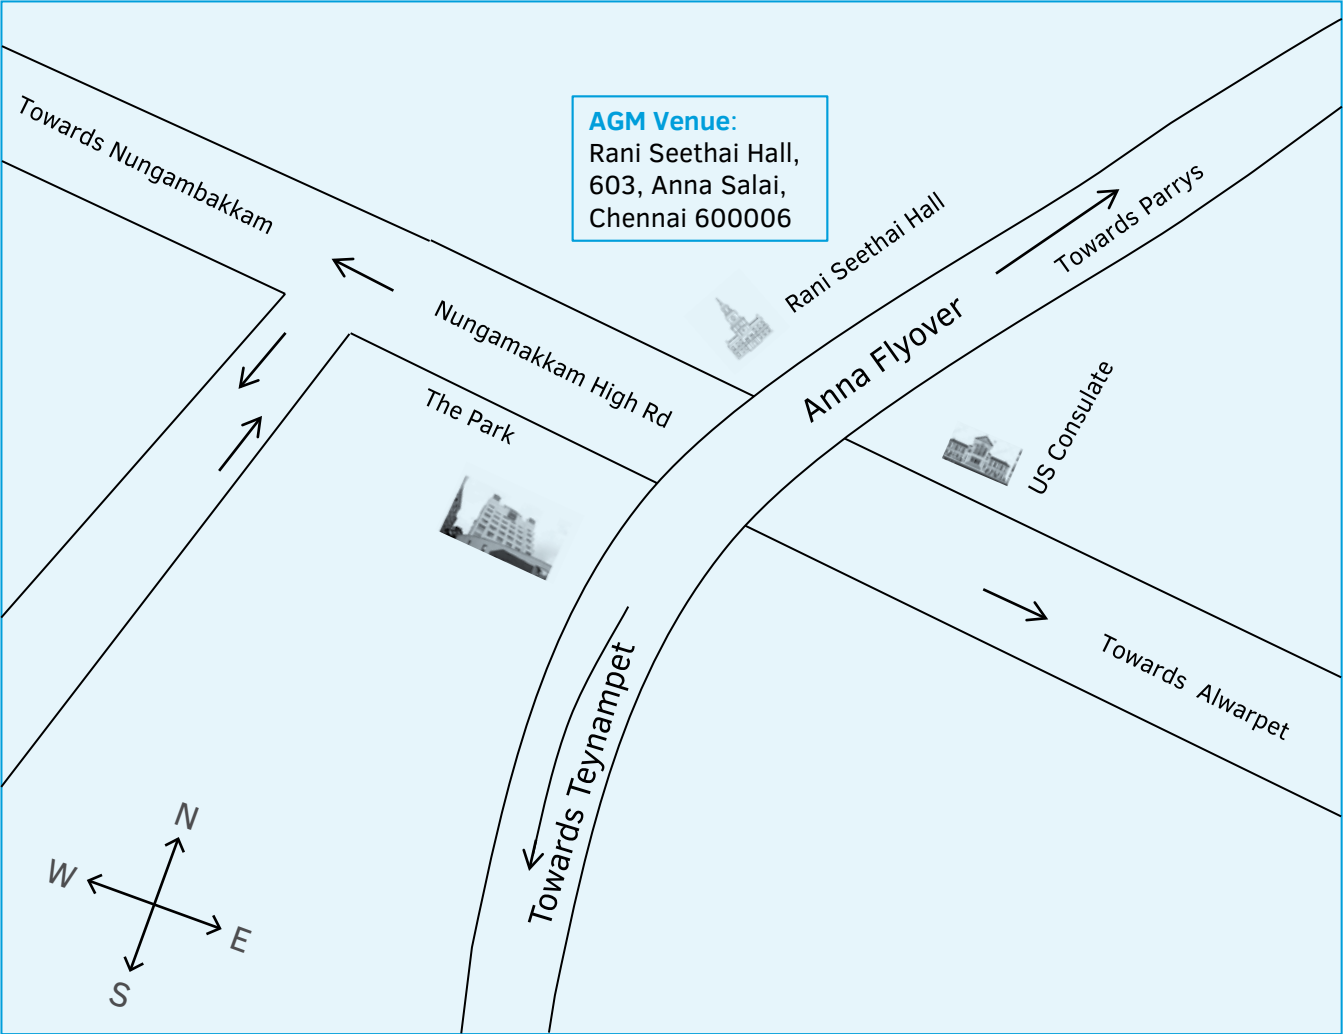 Towards Nungambakkam
AGM Venue:
Rani Seethai Hall,
603, Anna Salai,
Chennai 600006
Rani Seethai Hall
Towards Parrys
Nungamakkam High Rd
Anna Flyover
The Park
US Consulate
Towards Alwarpet
Towards Teynampet
N
W
E
S